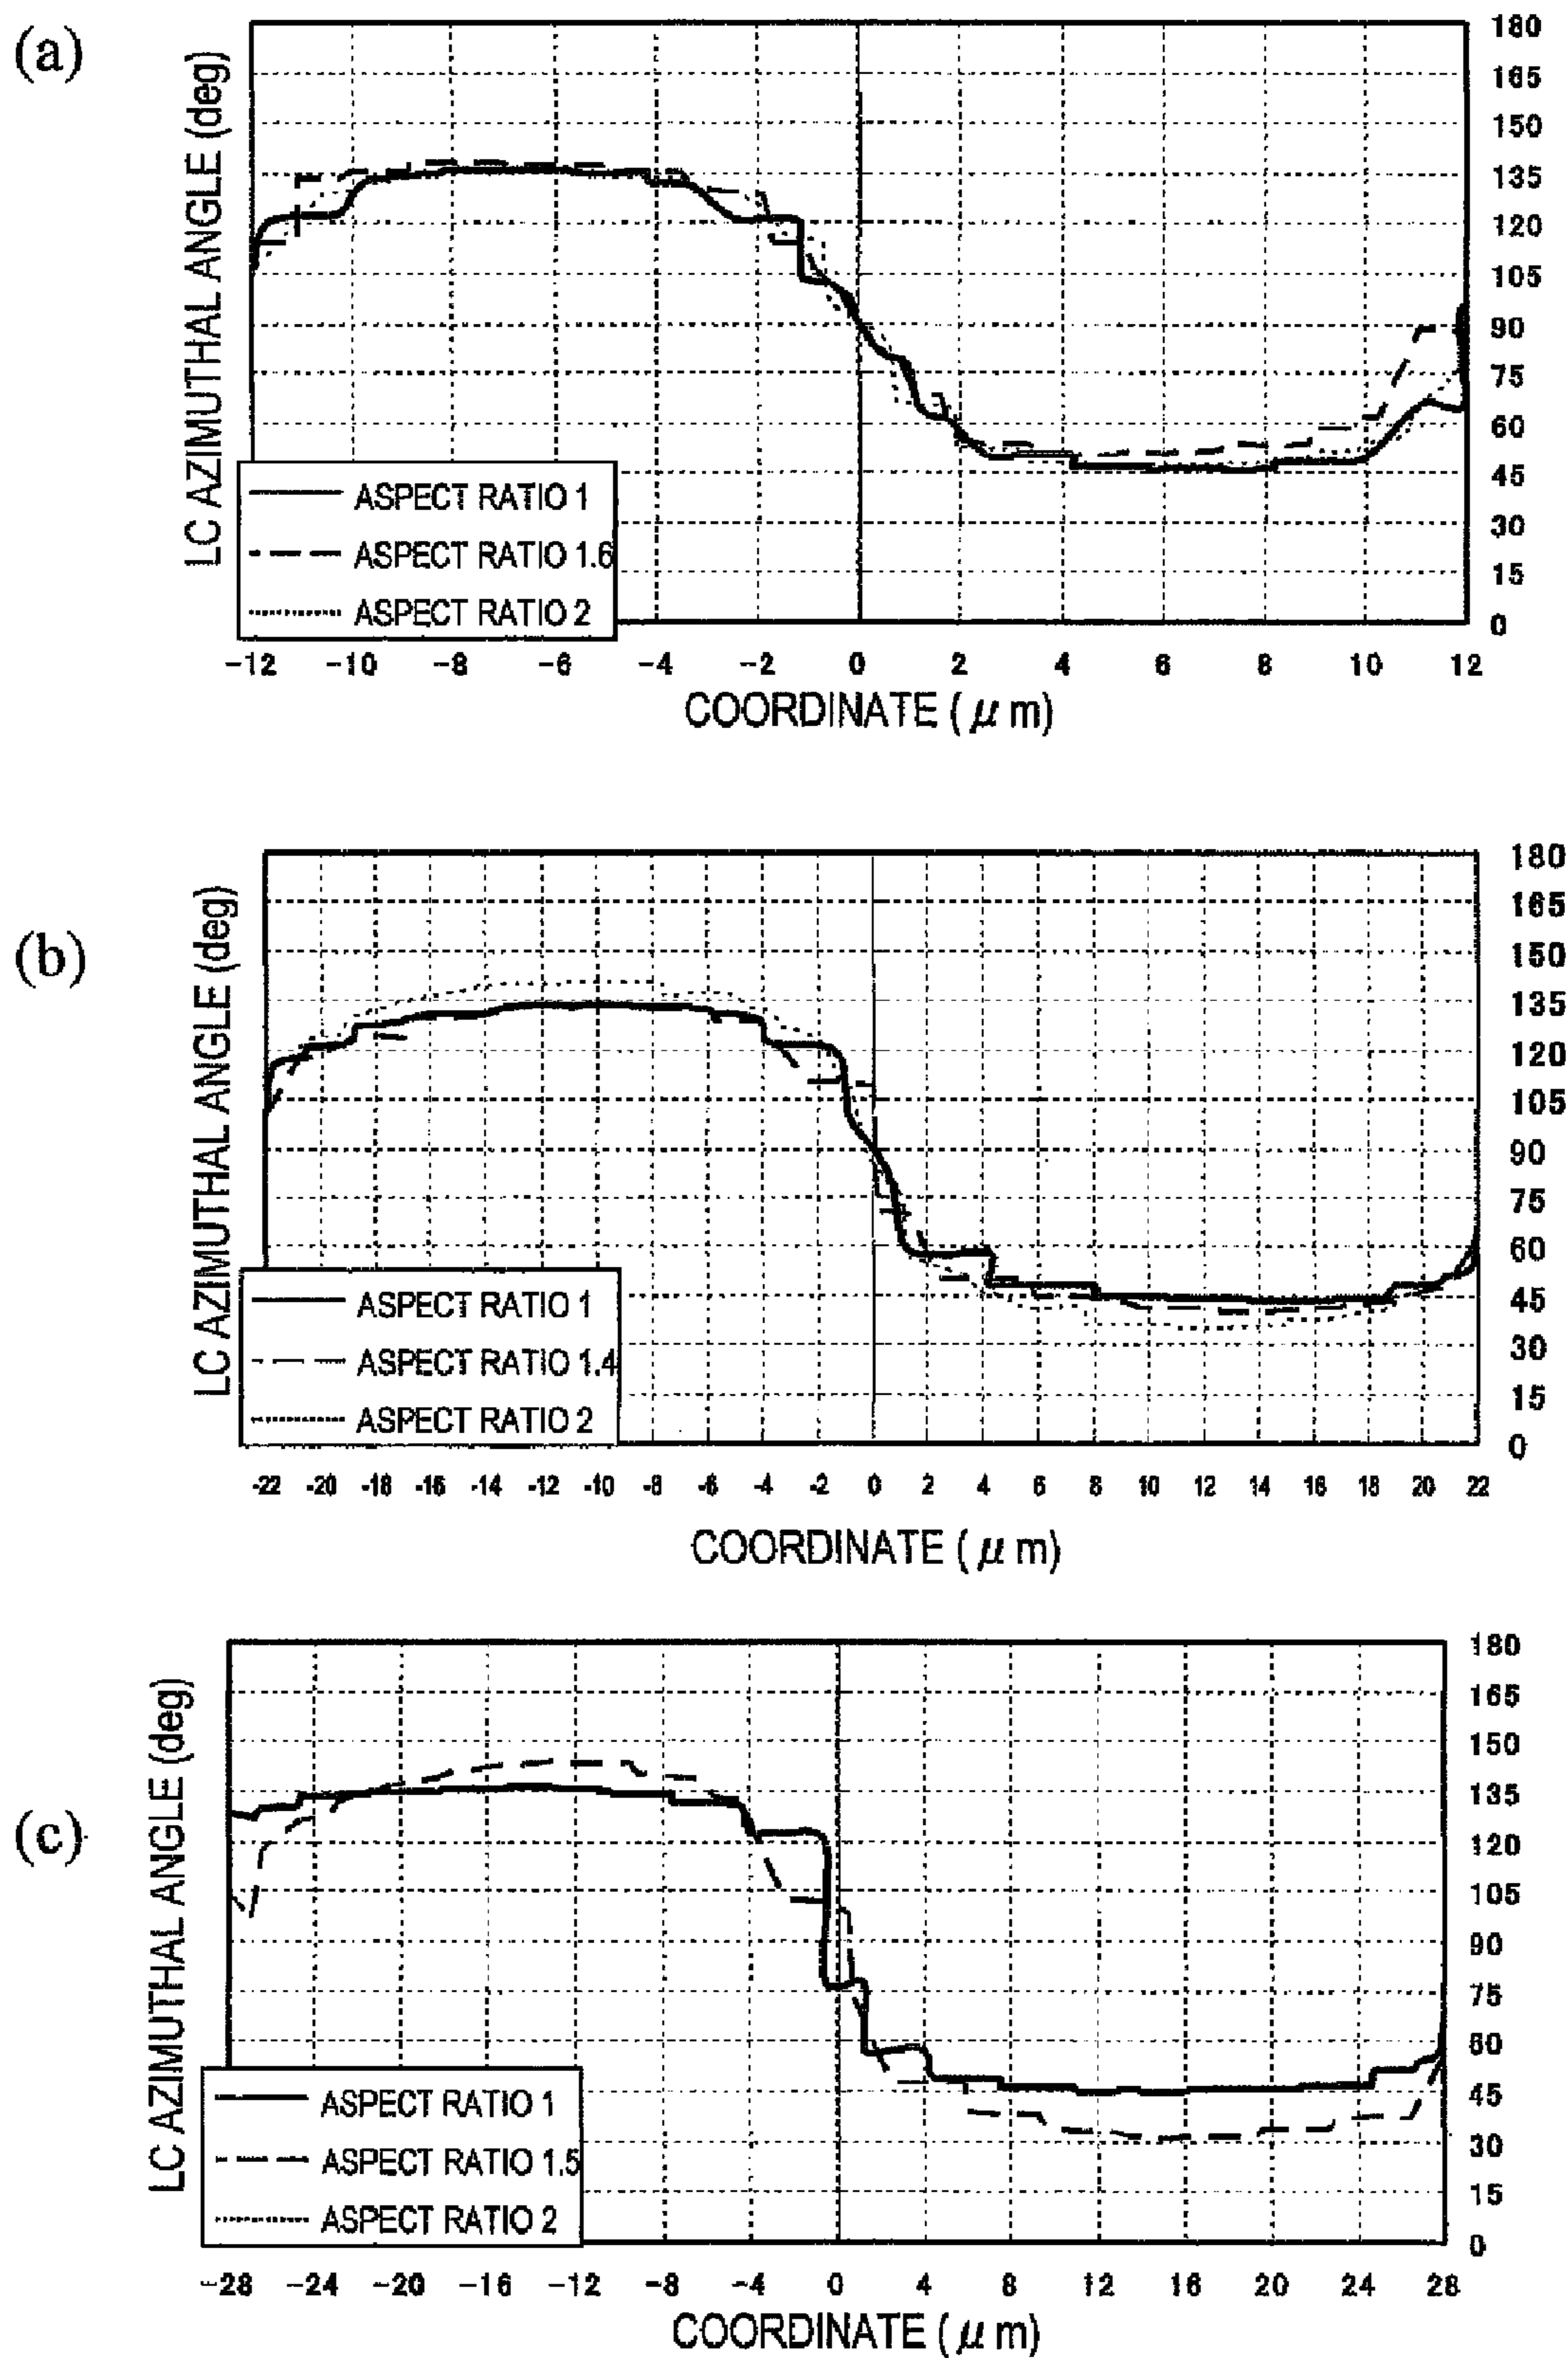 (a)
LC AZIMUTHAL ANGLE (deg)
180
165
150
135
120
105
90
75
60
45
30
15
0
ASPECT RATIO 1
ASPECT RATIO 1.6
ASPECT RATIO 2
-12 -10 -8 -6 -4 -2 0 2 4 6 8 10 12
COORDINATE ( μ m)
(b)
LC AZIMUTHAL ANGLE (deg)
180
165
150
135
120
105
90
75
60
45
30
15
0
ASPECT RATIO 1
ASPECT RATIO 1.4
ASPECT RATIO 2
-22 -20 -18 -16 -14 -12 -10 -8 -6 -4 -2 0 2 4 6 8 10 12 14 16 18 20 22
COORDINATE ( μ m)
(c)
LC AZIMUTHAL ANGLE (deg)
180
165
150
135
120
105
90
75
60
45
30
15
0
ASPECT RATIO 1
ASPECT RATIO 1.5
ASPECT RATIO 2
-28 -24 -20 -16 -12 -8 -4 0 4 8 12 16 20 24 28
COORDINATE ( μ m)